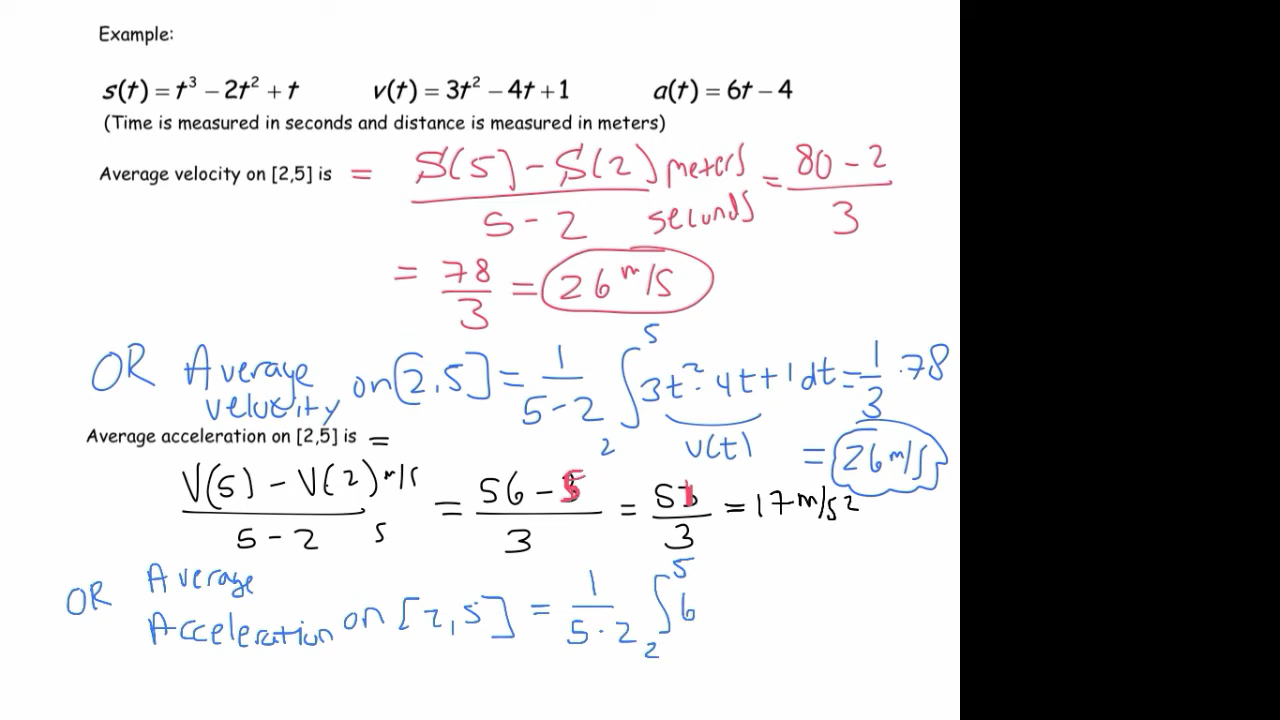 Example:
s(t) = t³ − 2t² + t v(t) = 3t² − 4t + 1 a(t) = 6t − 4
(Time is measured in seconds and distance is measured in meters)
Average velocity on [2,5] is = S(5) − S(2) meters / 5 − 2 seconds = 80 − 2 / 3
= 78/3 = 26 m/s
OR Average velocity on [2,5] = 1/(5−2) ∫₂⁵ 3t² − 4t + 1 dt = 1/3 · 78
v(t) = 26 m/s
Average acceleration on [2,5] is =
V(5) − V(2) m/s / 5 − 2 s = 56 − 5 / 3 = 51/3 = 17 m/s²
OR Average Acceleration on [2,5] = 1/(5-2) ∫₂⁵ 6